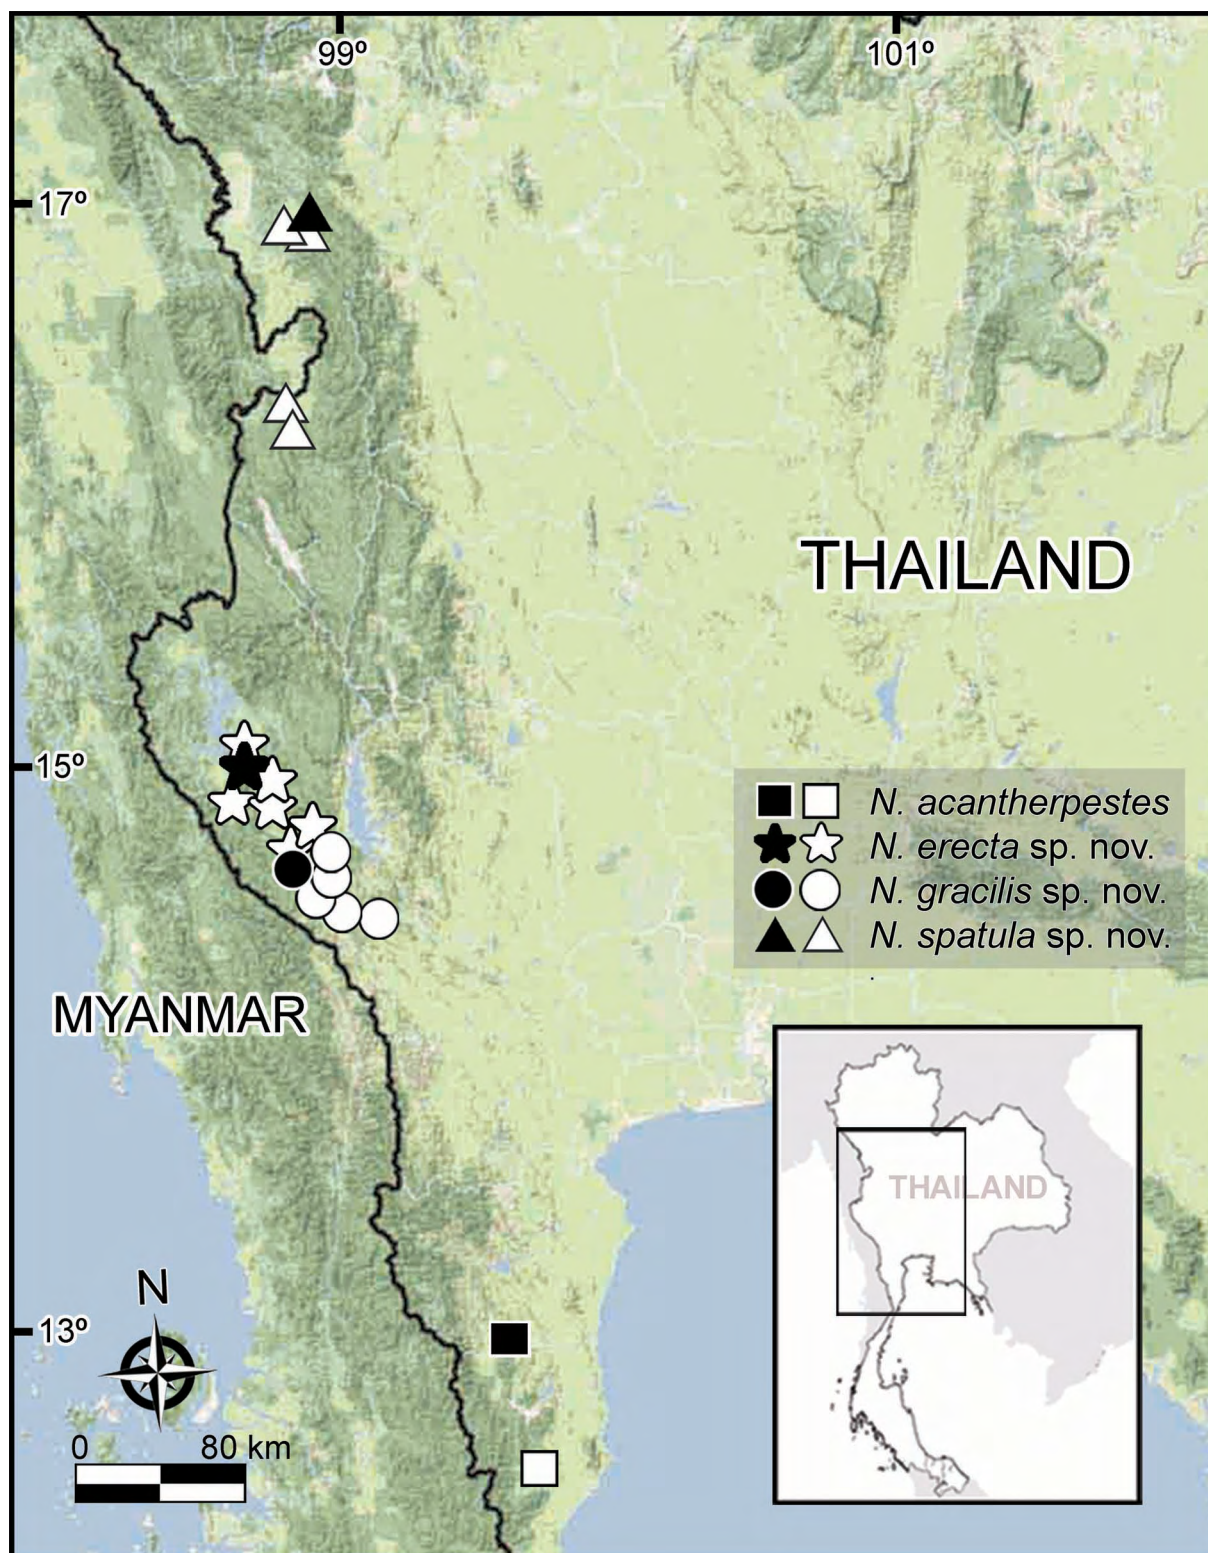 99º
101º
17º
THAILAND
15º
N. acantherpestes
N. erecta sp. nov.
N. gracilis sp. nov.
N. spatula sp. nov.
.
MYANMAR
THAILAND
N
13º
0 80 km